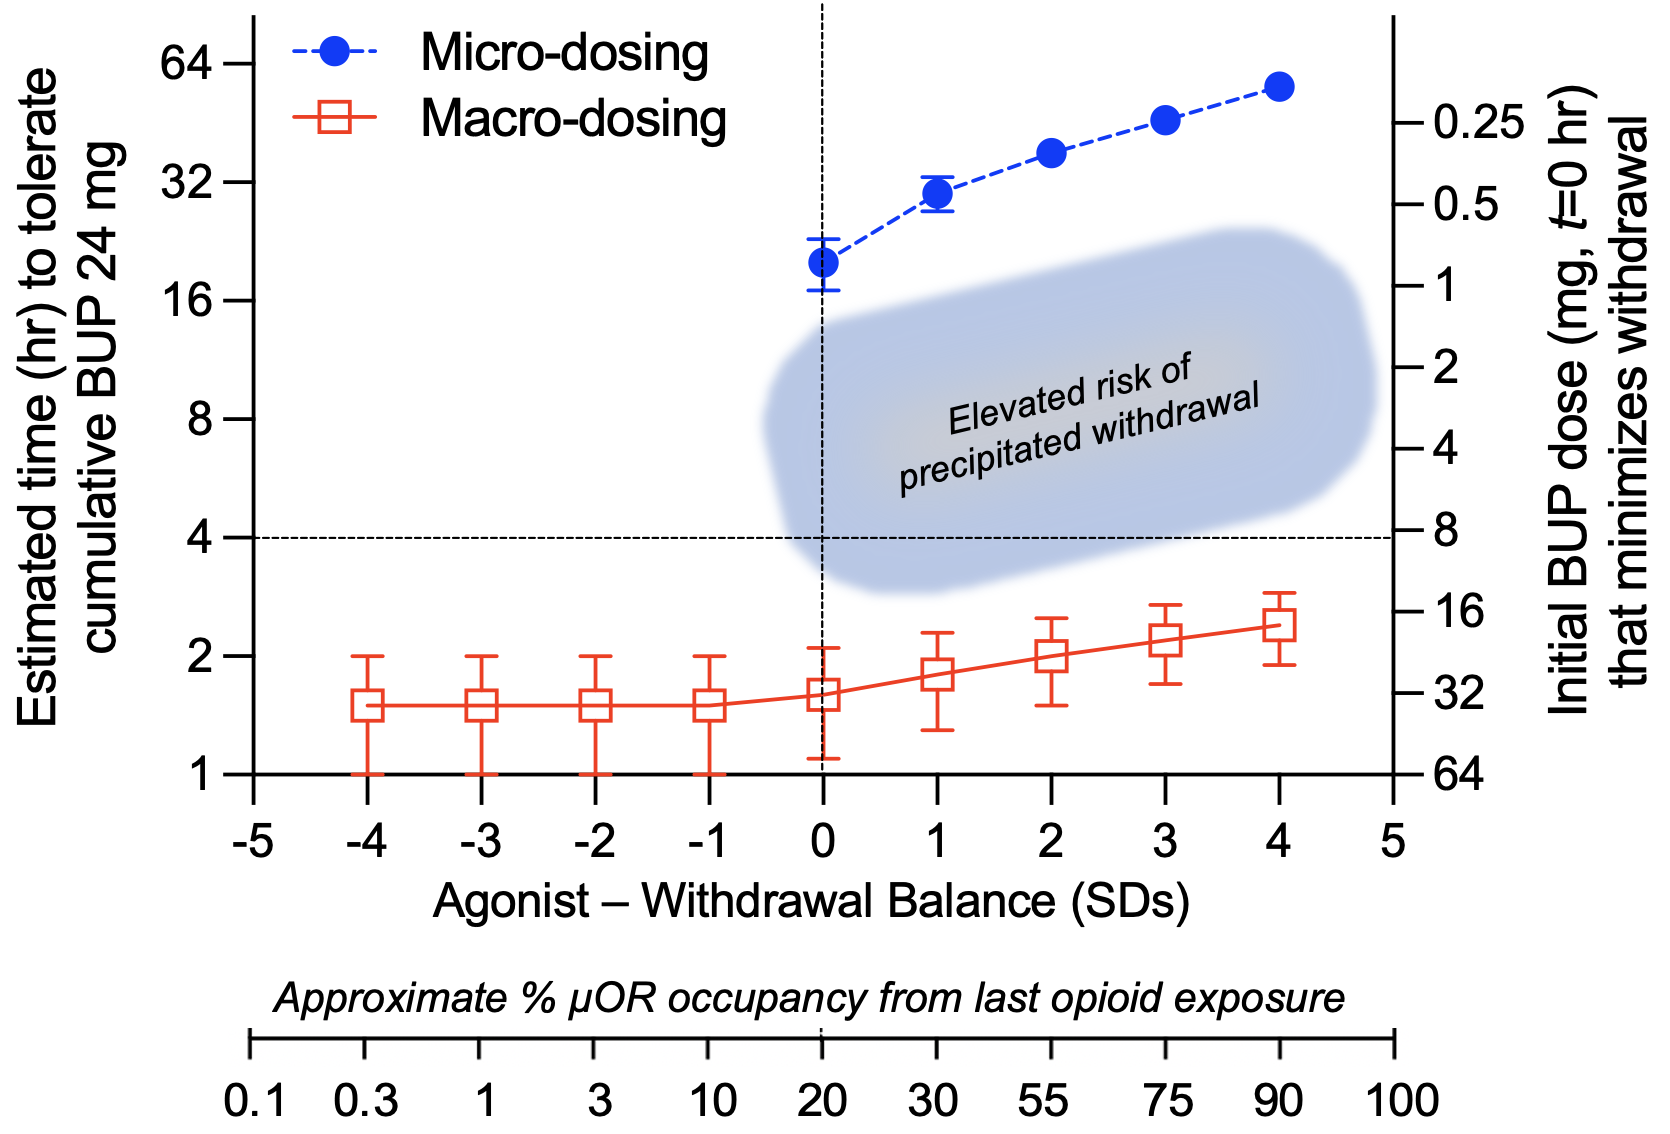 Micro-dosing
Macro-dosing
Estimated time (hr) to tolerate
cumulative BUP 24 mg
64
32
16
8
4
2
1
Elevated risk of
precipitated withdrawal
0.25
0.5
1
2
4
8
16
32
64
Initial BUP dose (mg, t=0 hr)
that minimizes withdrawal
-5 -4 -3 -2 -1 0 1 2 3 4 5
Agonist – Withdrawal Balance (SDs)
Approximate % µOR occupancy from last opioid exposure
0.1 0.3 1 3 10 20 30 55 75 90 100